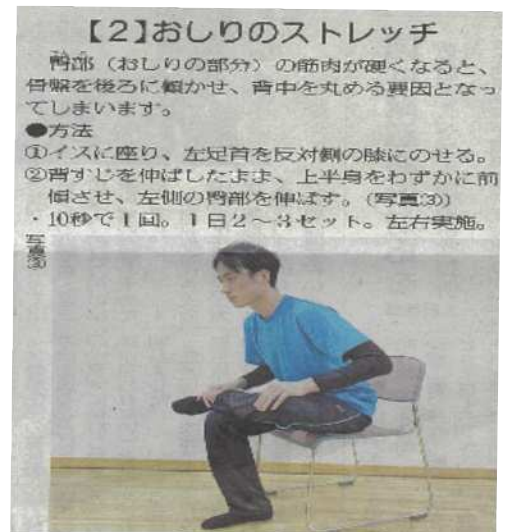 【2】おしりのストレッチ
臀部（おしりの部分）の筋肉が硬くなると、
骨盤を後ろに傾かせ、背中を丸める要因となっ
てしまいます。
●方法
①イスに座り、左足首を反対側の膝にのせる。
②背すじを伸ばしたまま、上半身をわずかに前
傾させ、左側の臀部を伸ばす。(写真③)
・10秒で1回。1日2～3セット。左右実施。
写真③